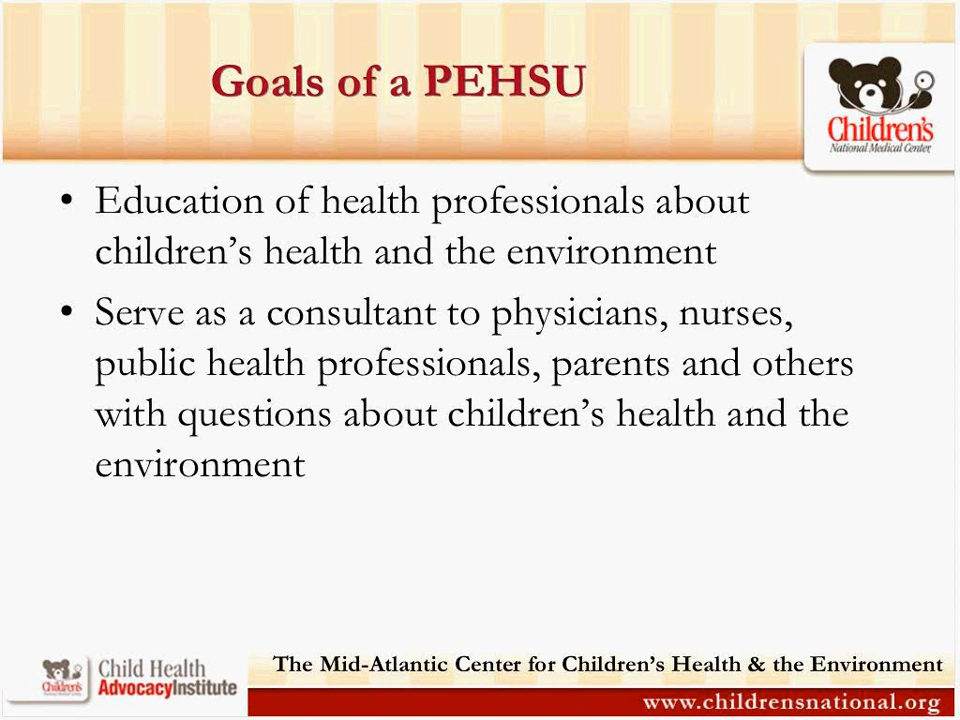 Goals of a PEHSU
Children's
National Medical Center
• Education of health professionals about
children’s health and the environment
• Serve as a consultant to physicians, nurses,
public health professionals, parents and others
with questions about children’s health and the
environment
Children's
Child Health
AdvocacyInstitute
The Mid-Atlantic Center for Children’s Health & the Environment
www.childrensnational.org